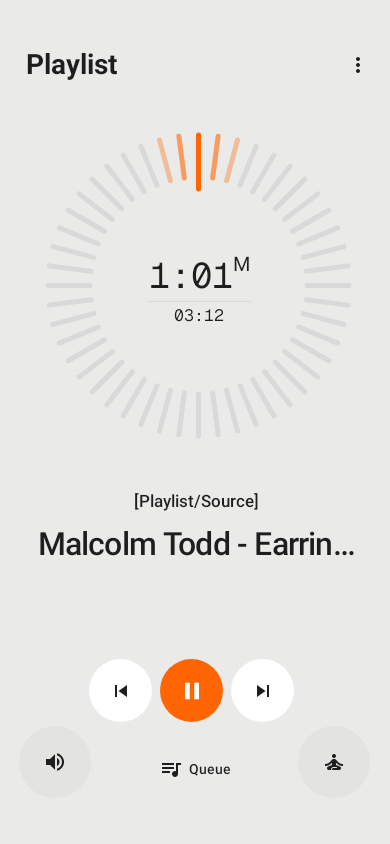 Playlist
1:01M
03:12
[Playlist/Source]
Malcolm Todd - Earrin...
Queue